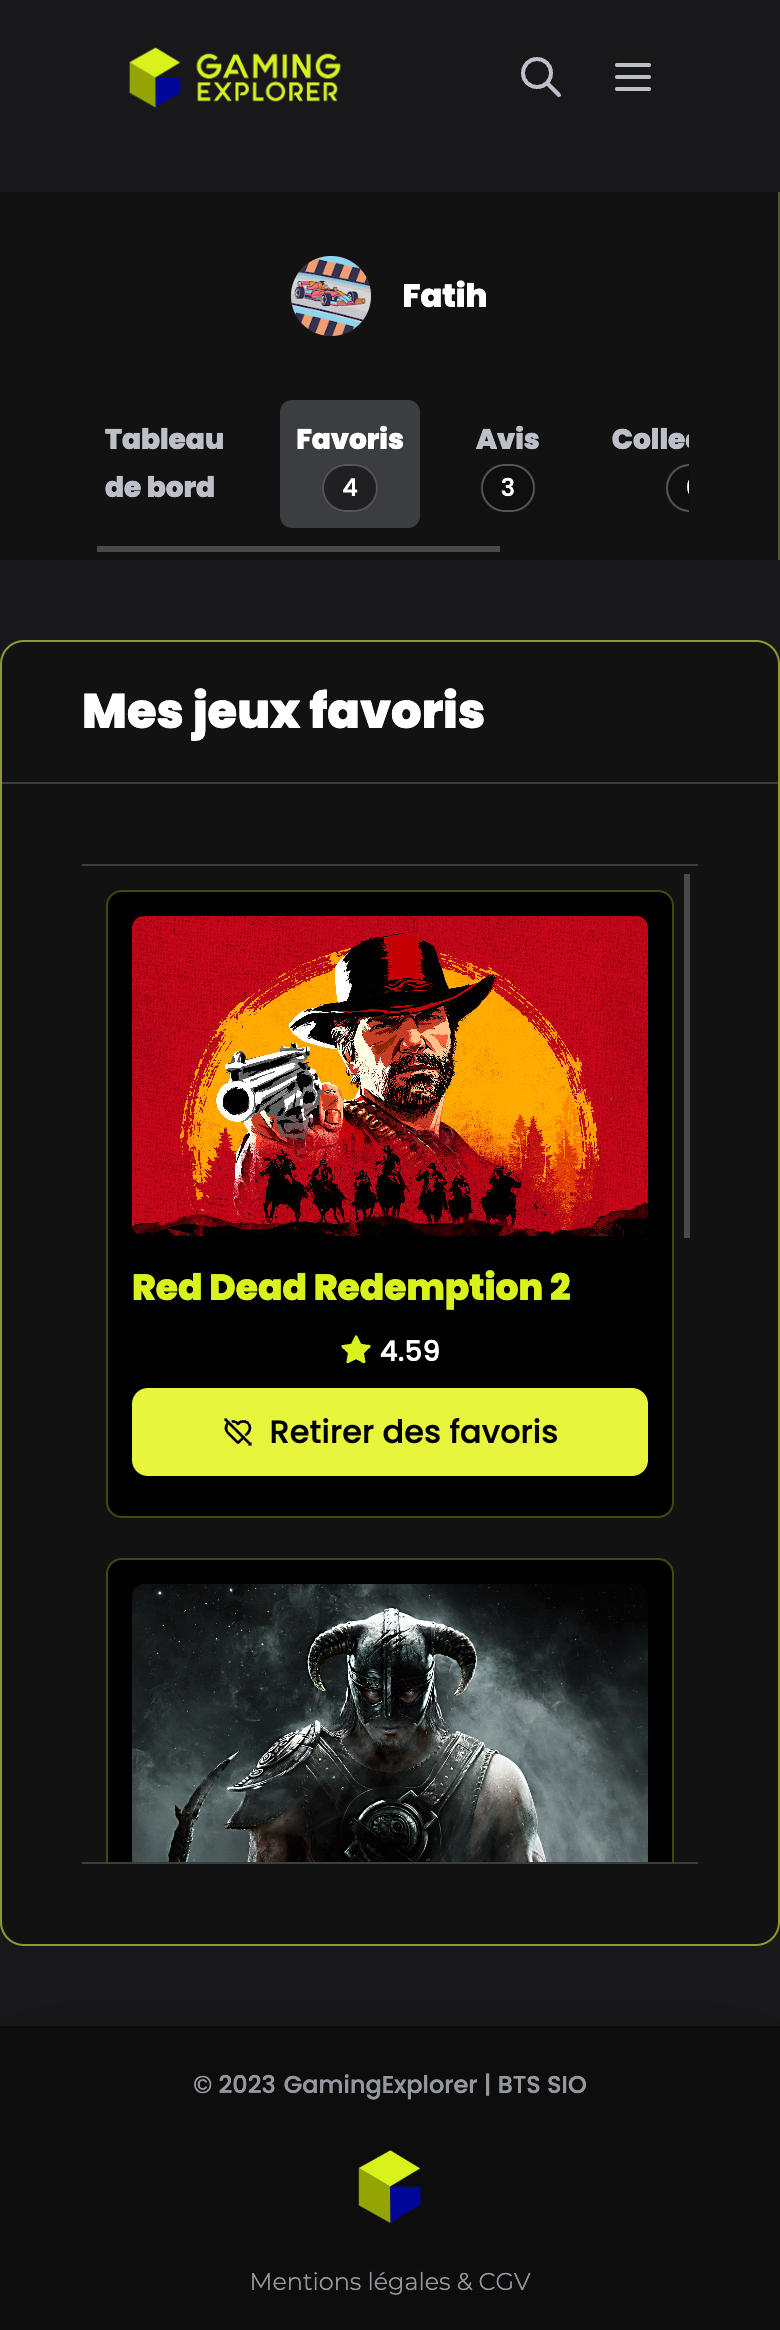 GAMING
EXPLORER
Fatih
Tableau
de bord
Favoris
4
Avis
3
Mes jeux favoris
Red Dead Redemption 2
4.59
Retirer des favoris
© 2023 GamingExplorer | BTS SIO
Mentions légales & CGV